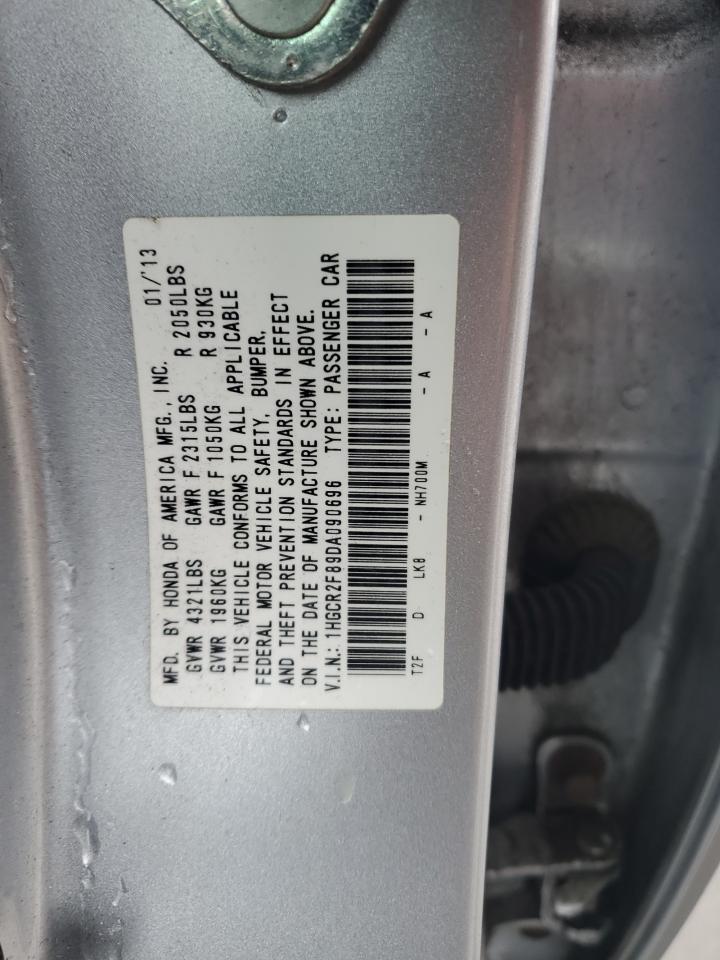 MFD. BY HONDA OF AMERICA MFG., INC. 01/'13
GVWR 4321LBS GAWR F 2315LBS R 2050LBS
GVWR 1960KG GAWR F 1050KG R 930KG
THIS VEHICLE CONFORMS TO ALL APPLICABLE
FEDERAL MOTOR VEHICLE SAFETY, BUMPER,
AND THEFT PREVENTION STANDARDS IN EFFECT
ON THE DATE OF MANUFACTURE SHOWN ABOVE.
V.I.N.: 1HGCR2F89DA090696 TYPE: PASSENGER CAR
T2F D LK8 - NH700M - A - A